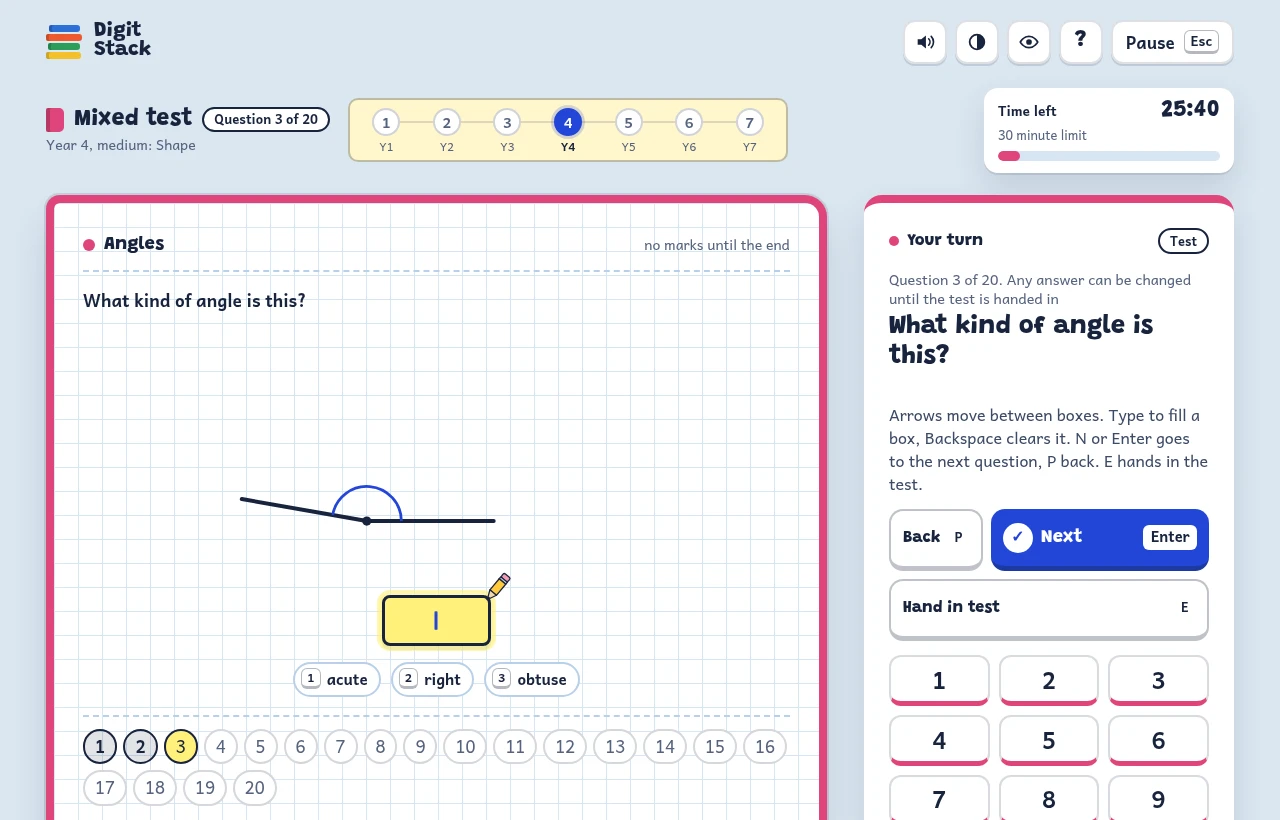 Digit
Stack
?
Pause Esc
Mixed test Question 3 of 20
Year 4, medium: Shape
1 2 3 4 5 6 7
Y1 Y2 Y3 Y4 Y5 Y6 Y7
Time left 25:40
30 minute limit
Angles no marks until the end
What kind of angle is this?
1 acute 2 right 3 obtuse
1 2 3 4 5 6 7 8 9 10 11 12 13 14 15 16
17 18 19 20
Your turn Test
Question 3 of 20. Any answer can be changed
until the test is handed in
What kind of angle is
this?
Arrows move between boxes. Type to fill a
box, Backspace clears it. N or Enter goes
to the next question, P back. E hands in the
test.
Back P Next Enter
Hand in test E
1 2 3
4 5 6
7 8 9